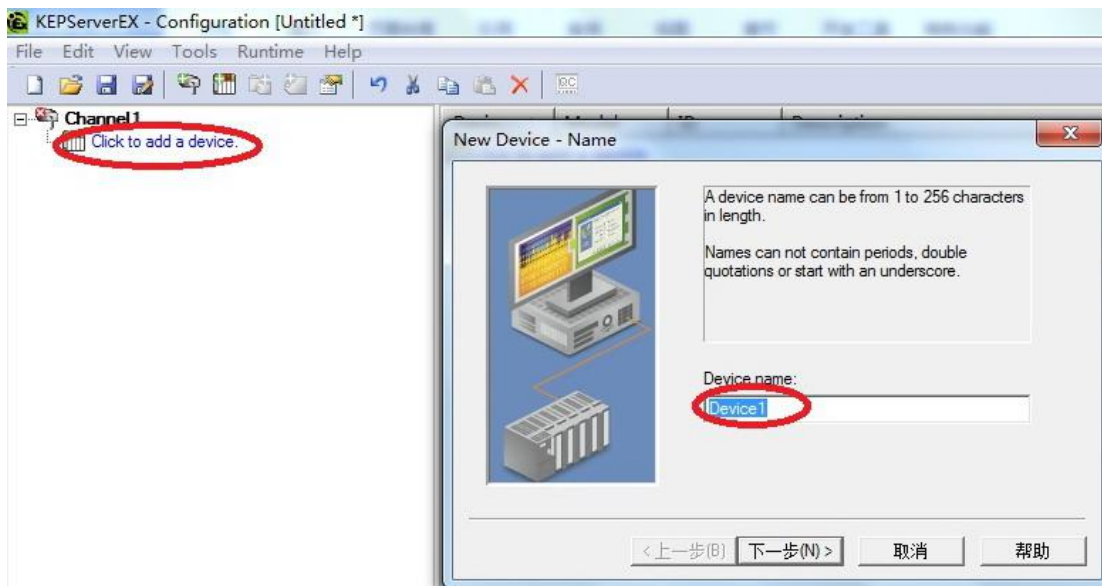 KEPServerEX - Configuration [Untitled *]
File Edit View Tools Runtime Help
Channel1
Click to add a device.
New Device - Name
A device name can be from 1 to 256 characters
in length.
Names can not contain periods, double
quotations or start with an underscore.
Device name:
Device1
<上一步(B) 下一步(N)> 取消 帮助